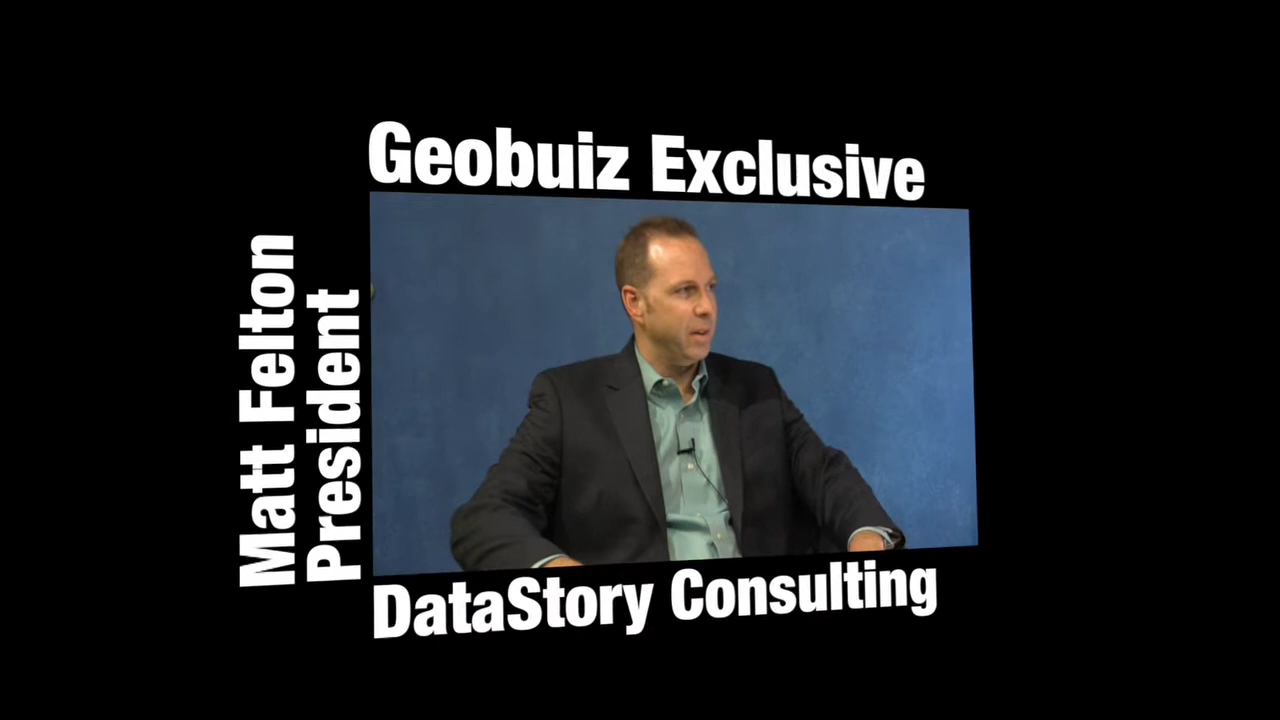 Geobuiz Exclusive
Matt Felton
President
DataStory Consulting